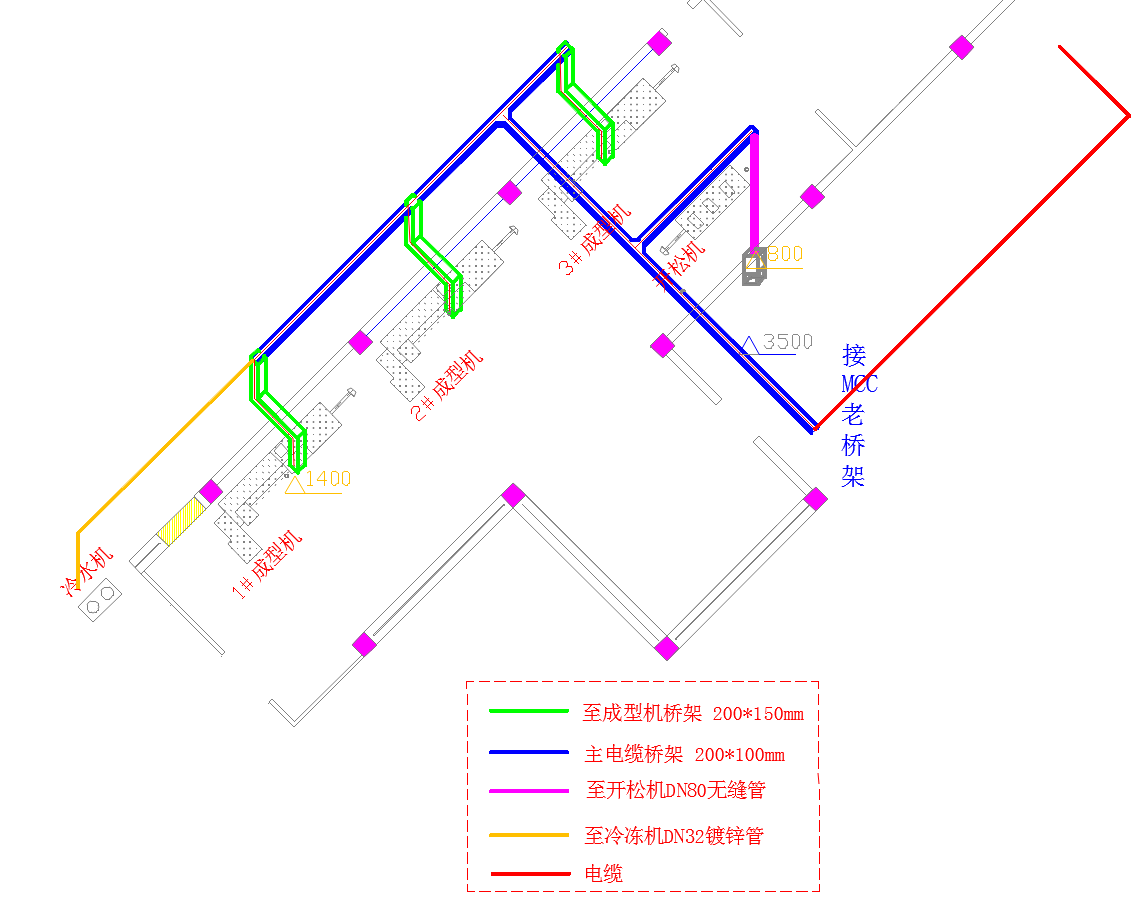 3#成型机
开松机
800
3500
接
MCC
老
桥
架
2#成型机
1400
1#成型机
冷水机
至成型机桥架 200*150mm
主电缆桥架 200*100mm
至开松机DN80无缝管
至冷冻机DN32镀锌管
电缆